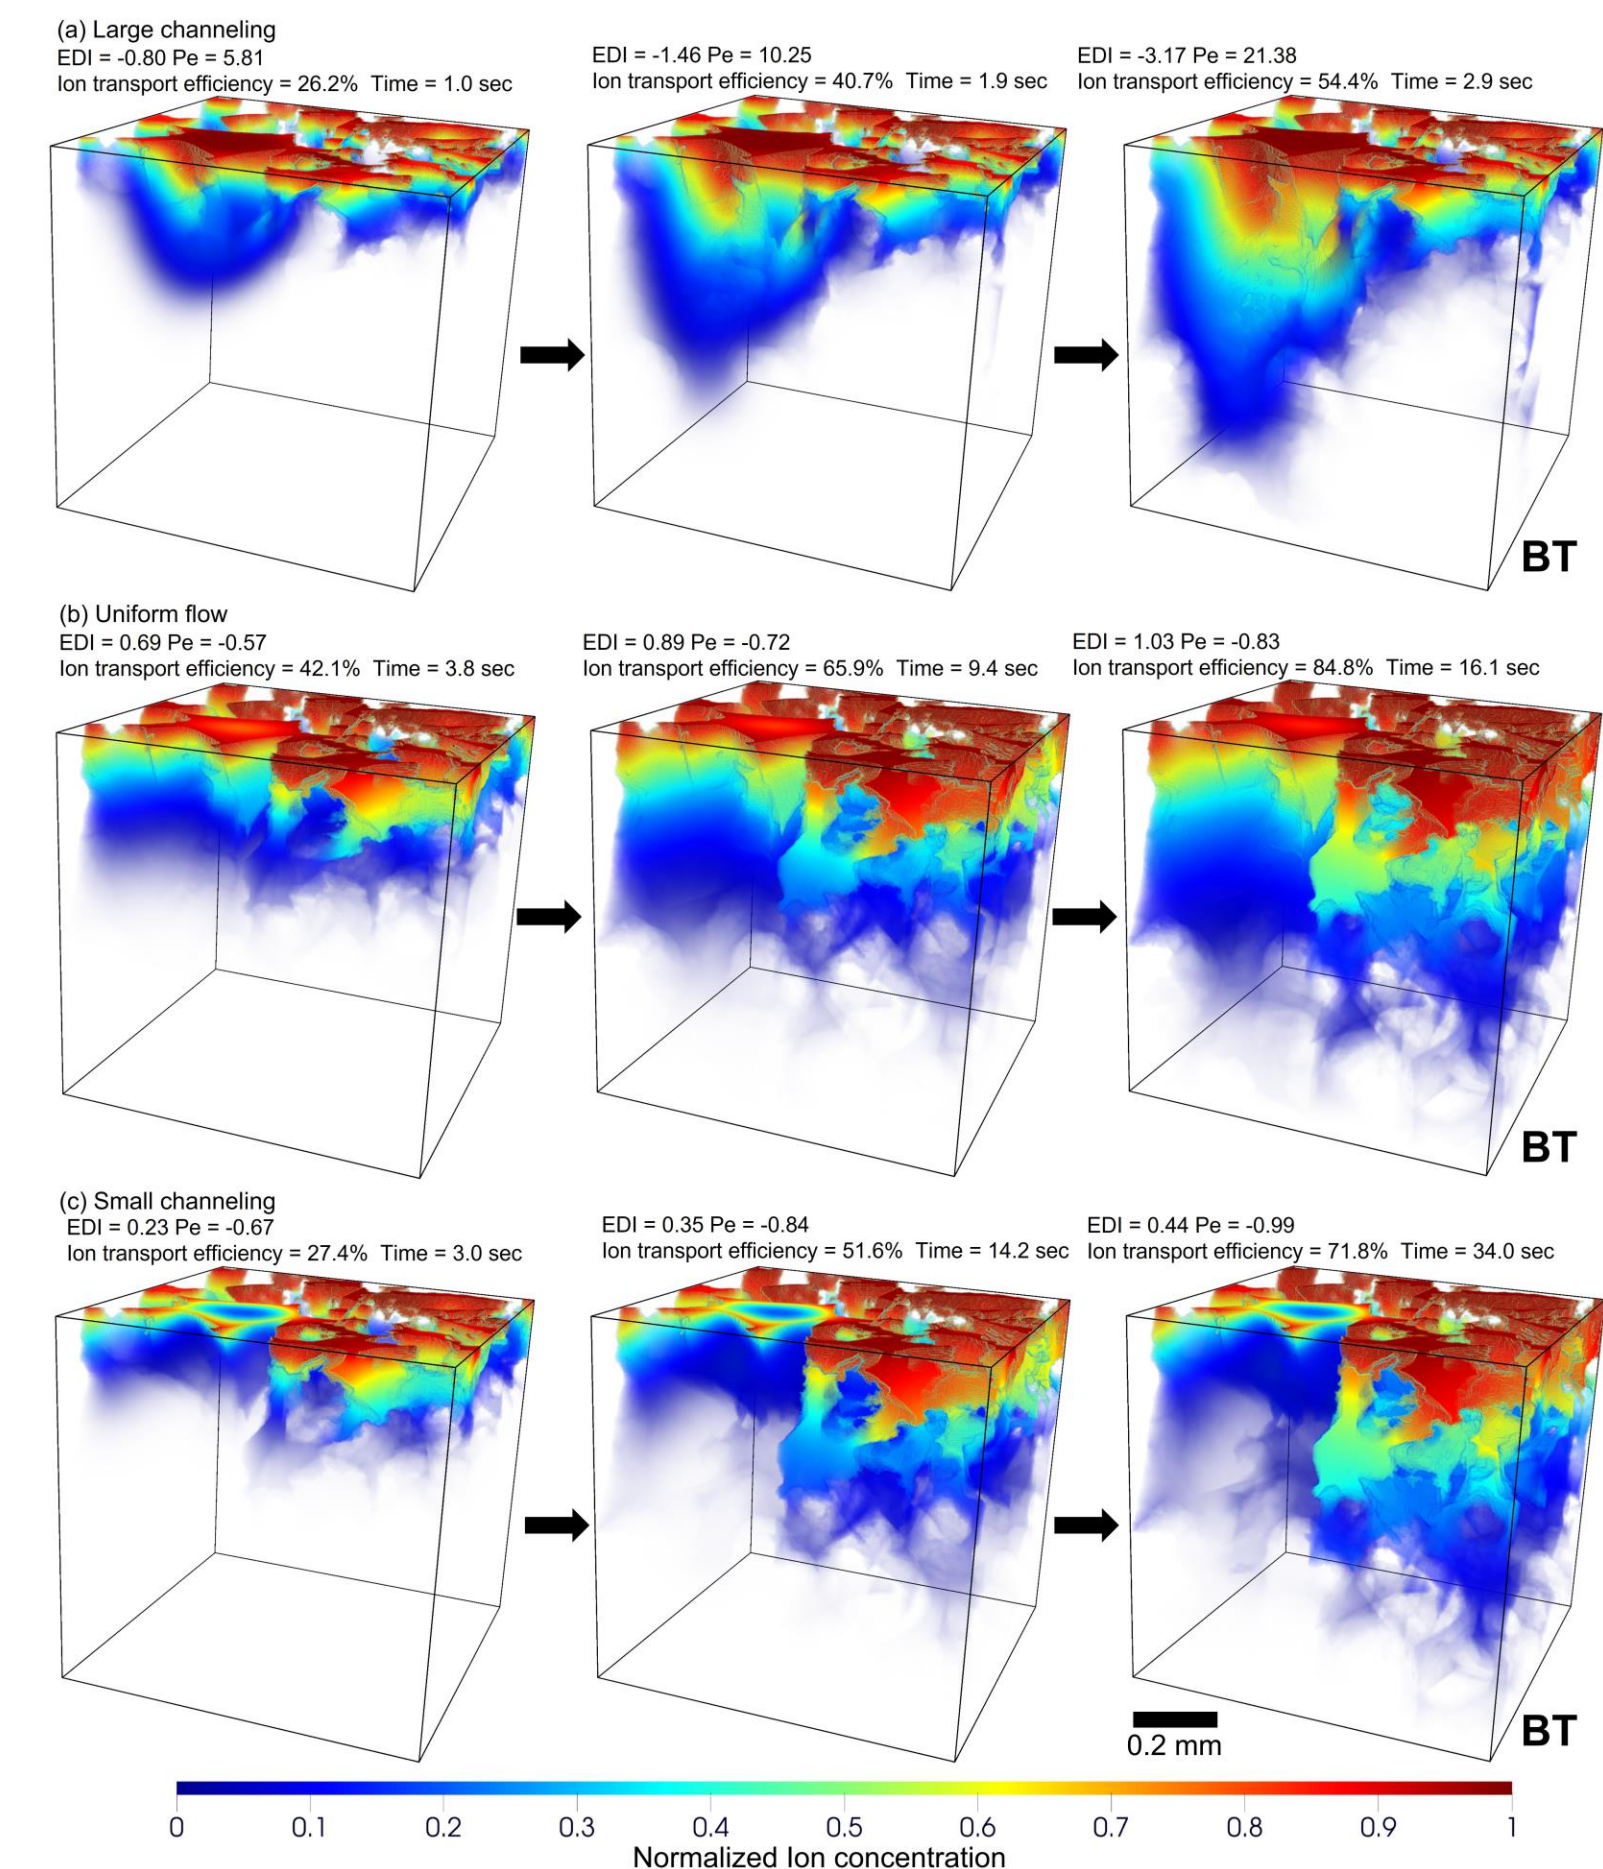 (a) Large channeling
EDI = -0.80 Pe = 5.81
Ion transport efficiency = 26.2% Time = 1.0 sec
EDI = -1.46 Pe = 10.25
Ion transport efficiency = 40.7% Time = 1.9 sec
EDI = -3.17 Pe = 21.38
Ion transport efficiency = 54.4% Time = 2.9 sec
BT
(b) Uniform flow
EDI = 0.69 Pe = -0.57
Ion transport efficiency = 42.1% Time = 3.8 sec
EDI = 0.89 Pe = -0.72
Ion transport efficiency = 65.9% Time = 9.4 sec
EDI = 1.03 Pe = -0.83
Ion transport efficiency = 84.8% Time = 16.1 sec
BT
(c) Small channeling
EDI = 0.23 Pe = -0.67
Ion transport efficiency = 27.4% Time = 3.0 sec
EDI = 0.35 Pe = -0.84
Ion transport efficiency = 51.6% Time = 14.2 sec
EDI = 0.44 Pe = -0.99
Ion transport efficiency = 71.8% Time = 34.0 sec
0.2 mm
BT
0 0.1 0.2 0.3 0.4 0.5 0.6 0.7 0.8 0.9 1
Normalized Ion concentration